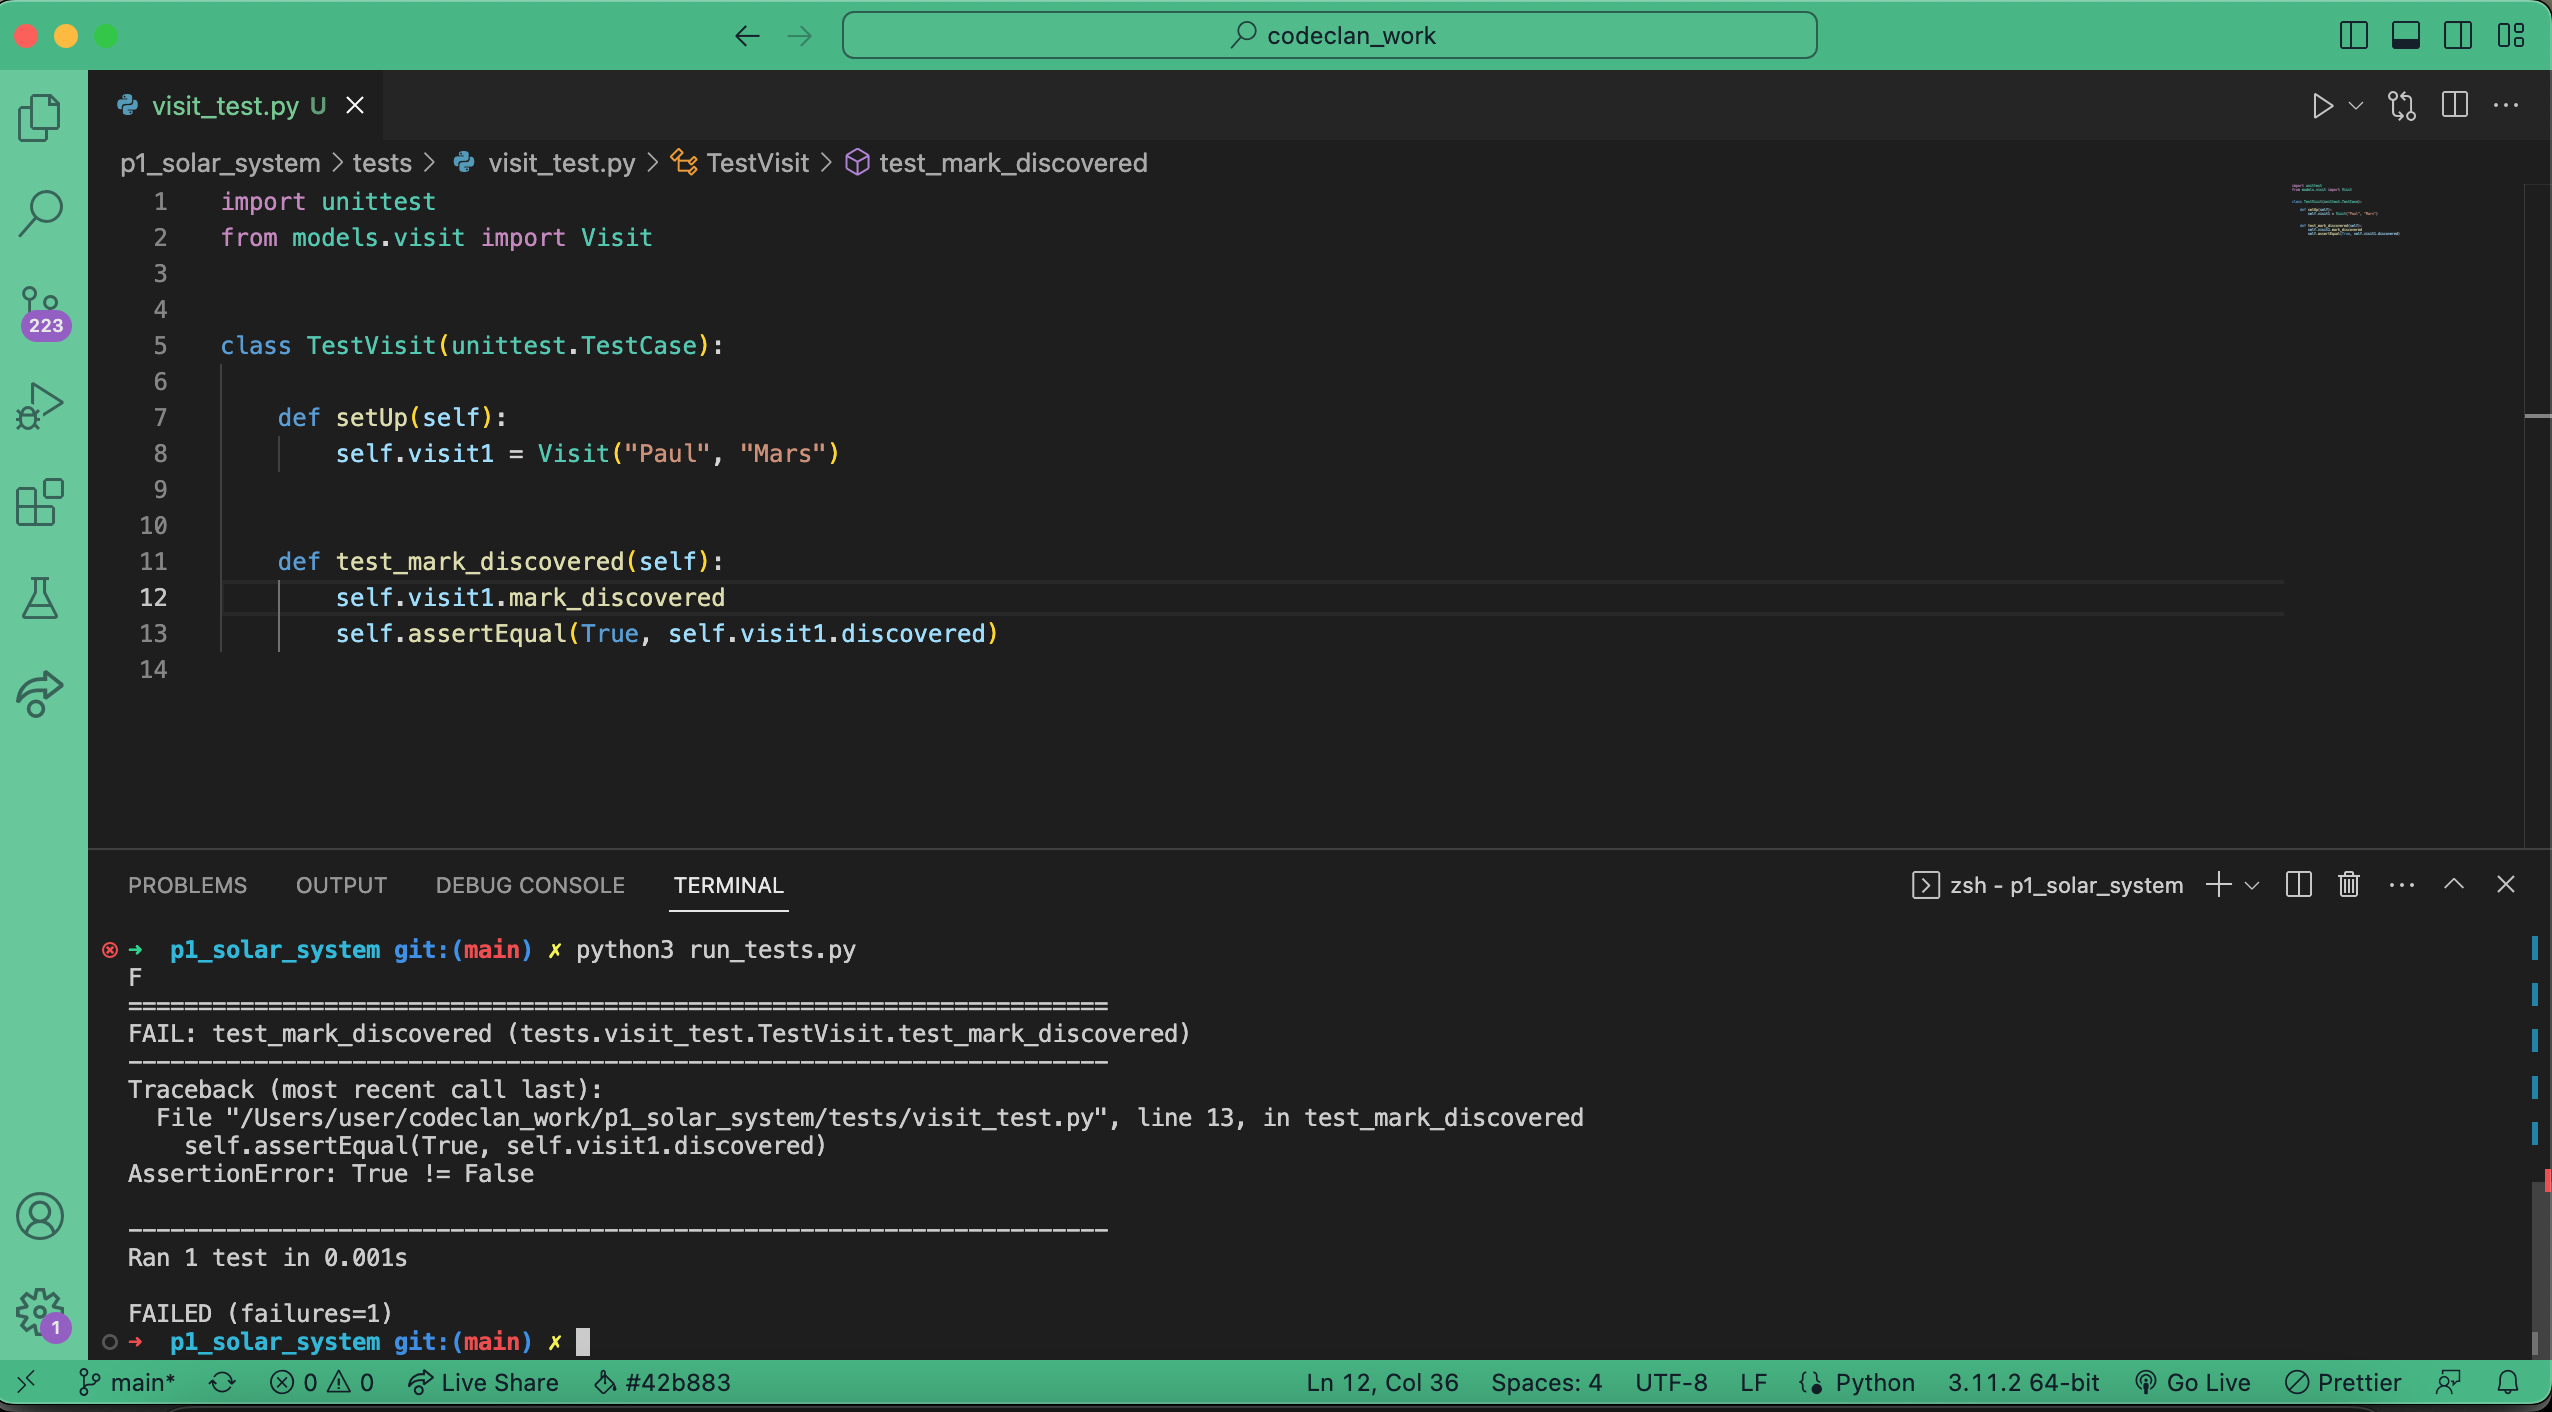 codeclan_work
visit_test.py U
p1_solar_system > tests > visit_test.py > TestVisit > test_mark_discovered
1 import unittest
2 from models.visit import Visit
3
4
5 class TestVisit(unittest.TestCase):
6
7 def setUp(self):
8 self.visit1 = Visit("Paul", "Mars")
9
10
11 def test_mark_discovered(self):
12 self.visit1.mark_discovered
13 self.assertEqual(True, self.visit1.discovered)
14
223
PROBLEMS OUTPUT DEBUG CONSOLE TERMINAL
zsh - p1_solar_system
➜ p1_solar_system git:(main) ✗ python3 run_tests.py
F
======================================================================
FAIL: test_mark_discovered (tests.visit_test.TestVisit.test_mark_discovered)
----------------------------------------------------------------------
Traceback (most recent call last):
File "/Users/user/codeclan_work/p1_solar_system/tests/visit_test.py", line 13, in test_mark_discovered
self.assertEqual(True, self.visit1.discovered)
AssertionError: True != False
----------------------------------------------------------------------
Ran 1 test in 0.001s
FAILED (failures=1)
➜ p1_solar_system git:(main) ✗
1
main* 0 0 Live Share #42b883 Ln 12, Col 36 Spaces: 4 UTF-8 LF Python 3.11.2 64-bit Go Live Prettier